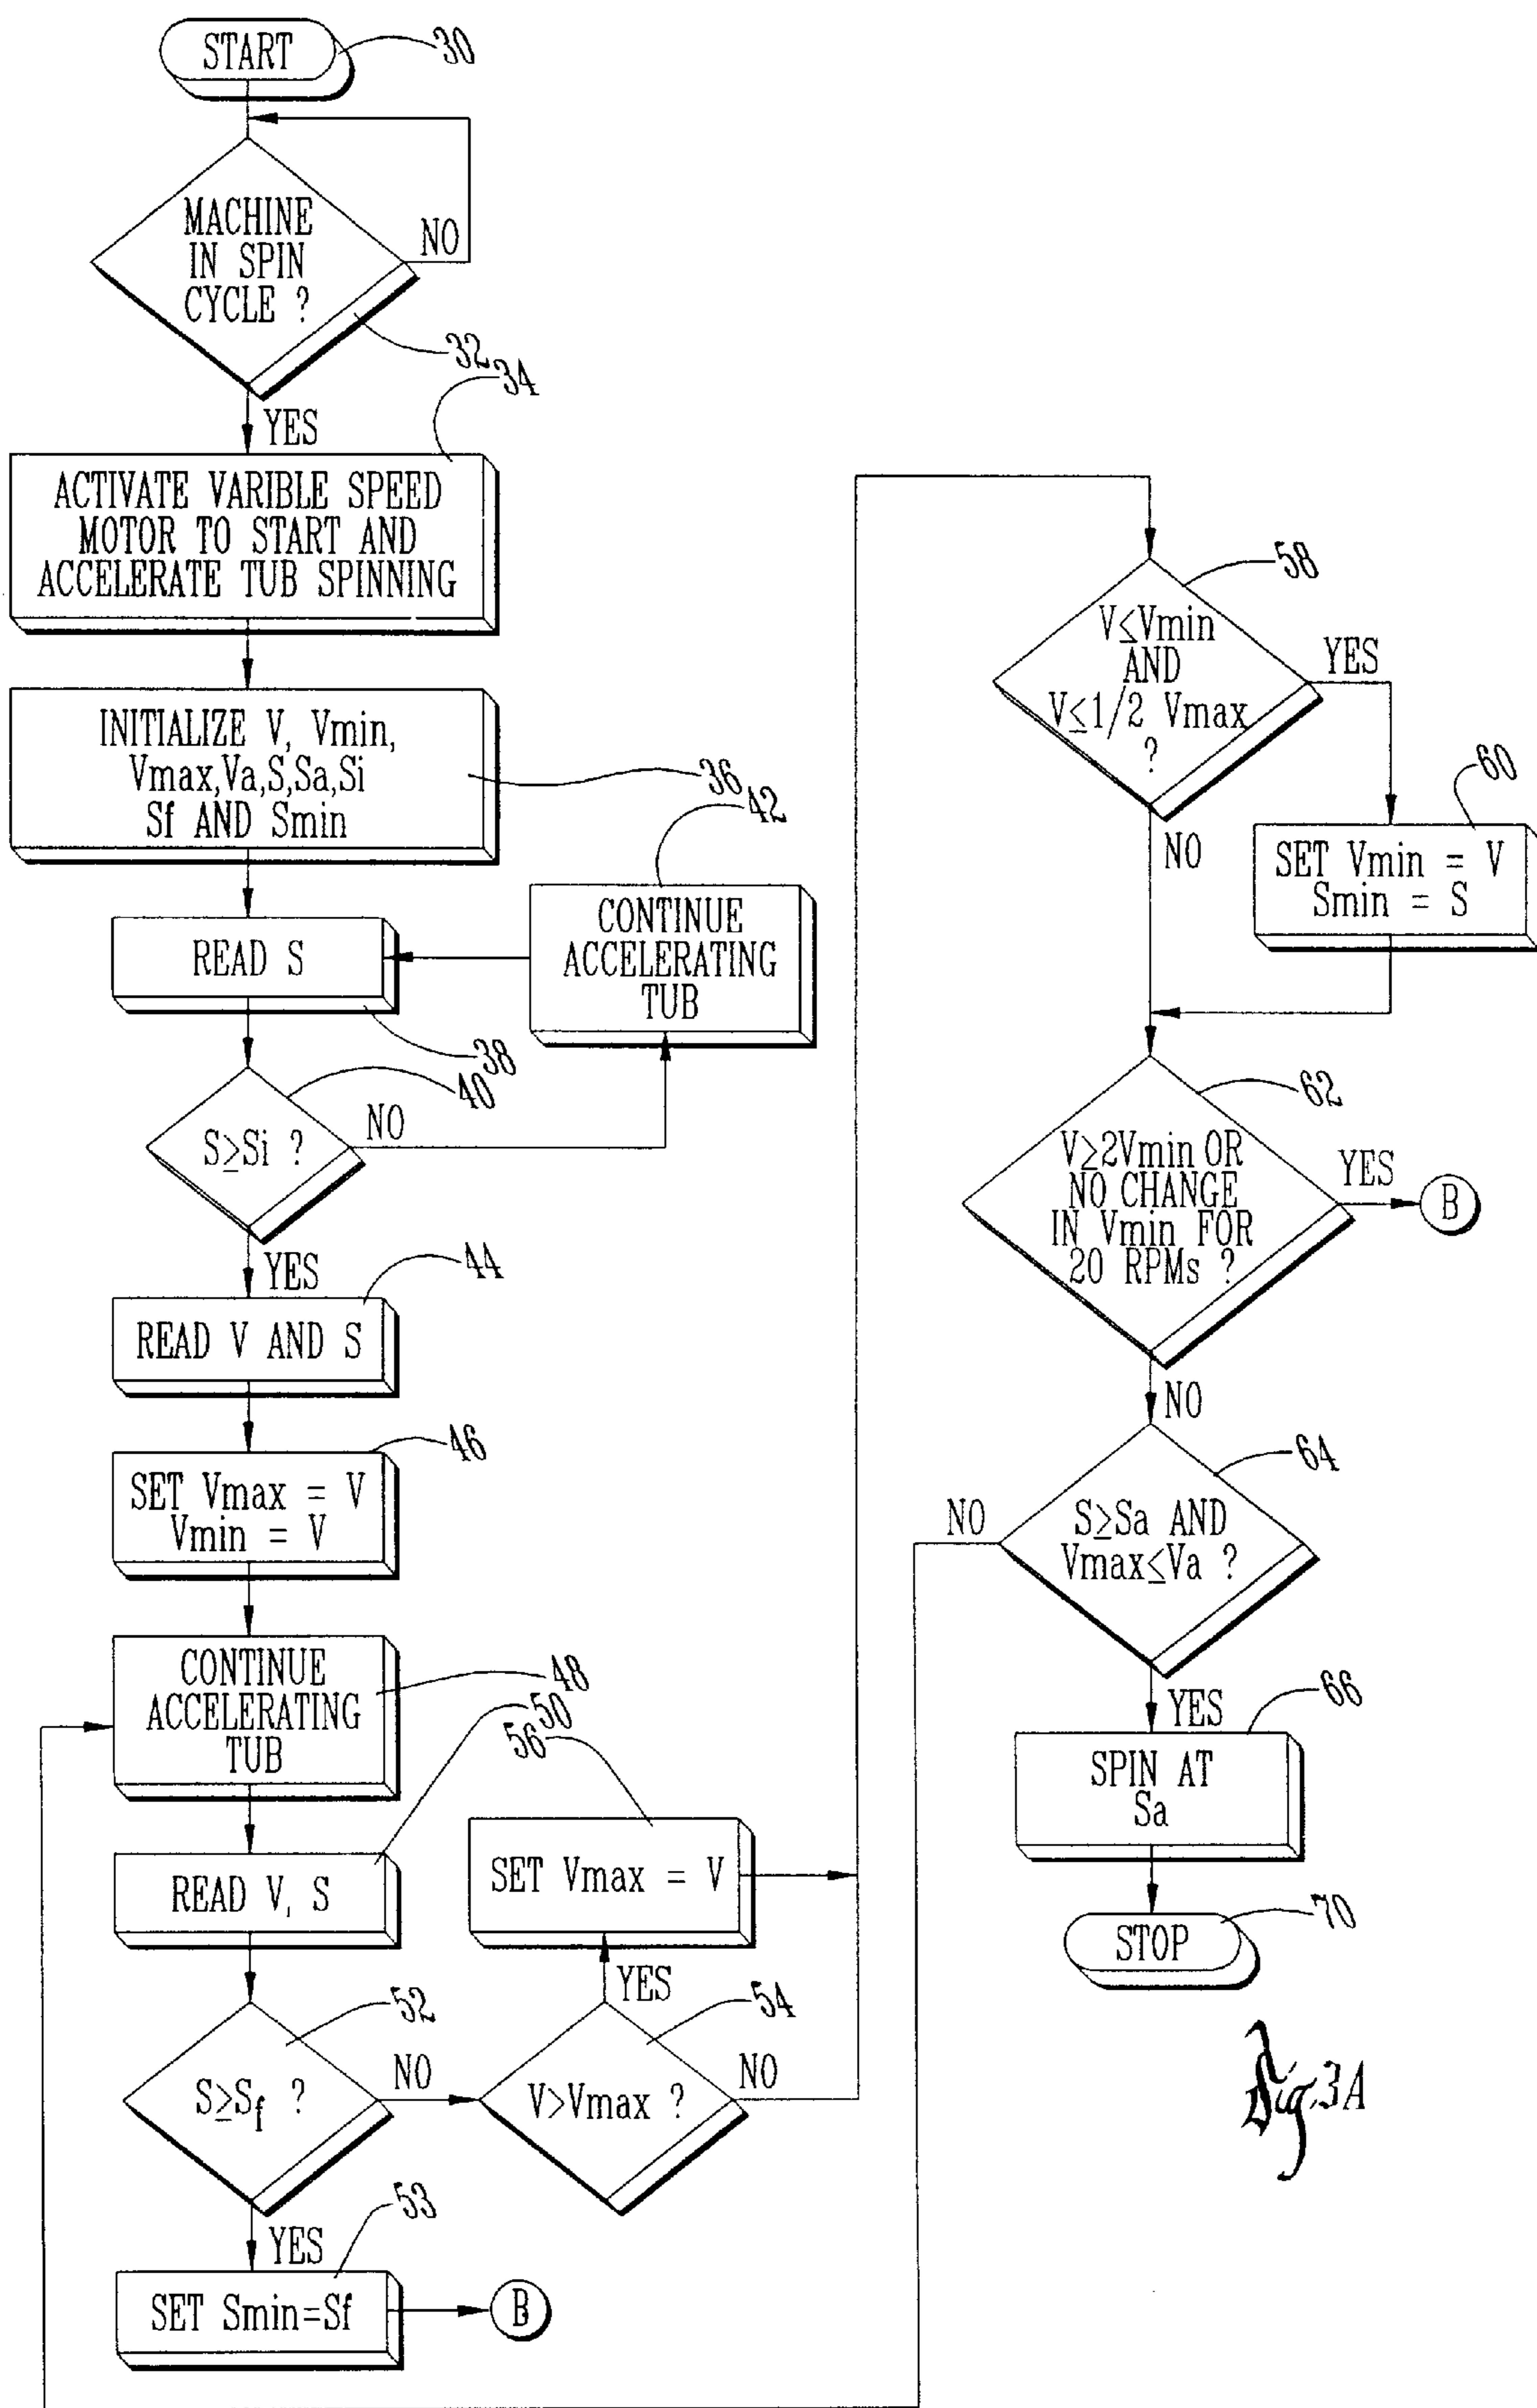 START
30
MACHINE
IN SPIN
CYCLE ?
NO
32
YES
34
ACTIVATE VARIBLE SPEED
MOTOR TO START AND
ACCELERATE TUB SPINNING
INITIALIZE V, Vmin,
Vmax,Va,S,Sa,Si
Sf AND Smin
36
42
CONTINUE
ACCELERATING
TUB
READ S
38
40
S≥Si ?
NO
YES
44
READ V AND S
46
SET Vmax = V
Vmin = V
CONTINUE
ACCELERATING
TUB
48
50
READ V, S
56
SET Vmax = V
YES
52
S≥Sf ?
NO
54
V>Vmax ?
NO
YES
53
SET Smin=Sf
B
58
V≤Vmin
AND
V≤1/2 Vmax
?
YES
NO
60
SET Vmin = V
Smin = S
62
V≥2Vmin OR
NO CHANGE
IN Vmin FOR
20 RPMs ?
YES
B
NO
64
S≥Sa AND
Vmax≤Va ?
NO
YES
66
SPIN AT
Sa
STOP
70
Fig. 3A